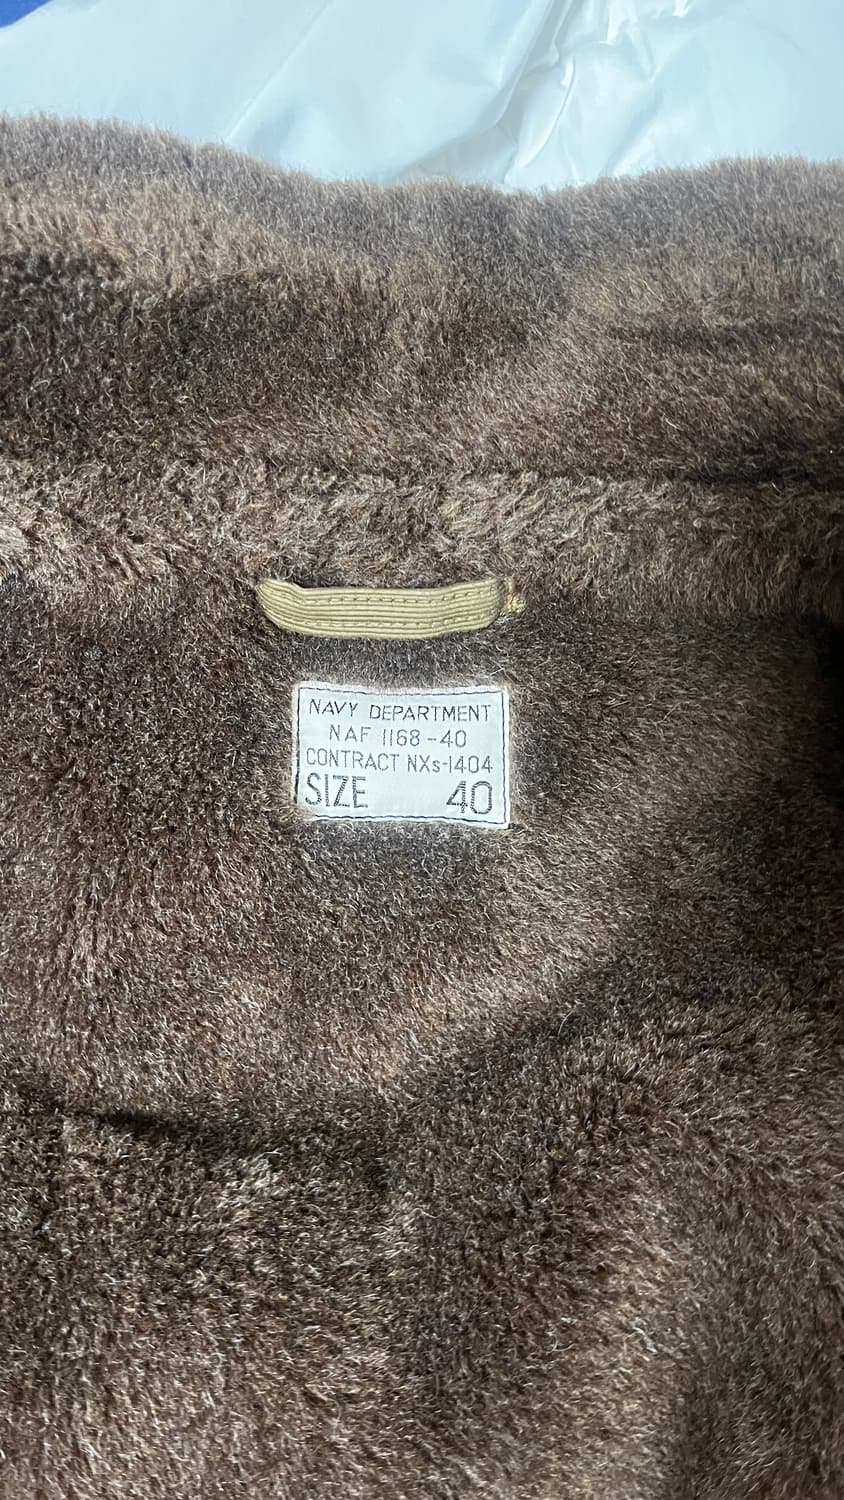 NAVY DEPARTMENT
NAF 1168-40
CONTRACT NXs-1404
SIZE 40